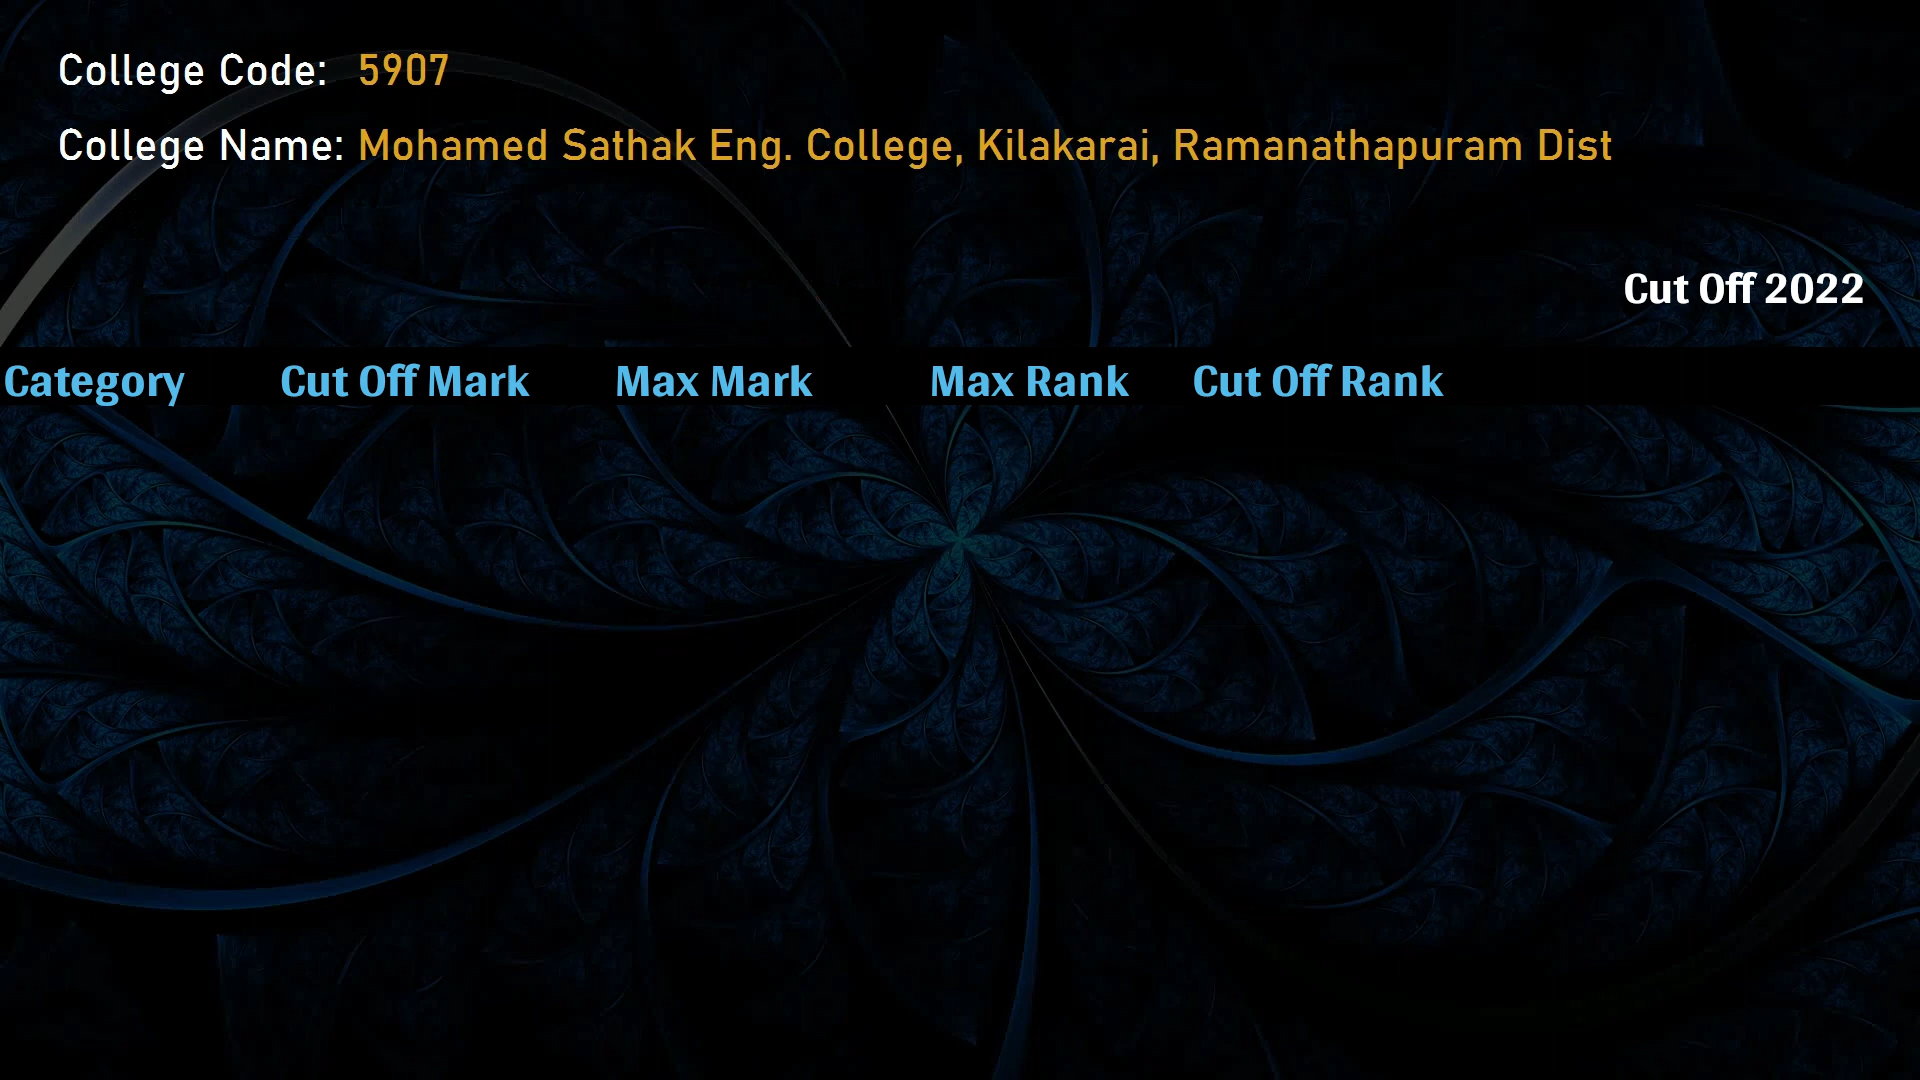 College Code: 5907
College Name: Mohamed Sathak Eng. College, Kilakarai, Ramanathapuram Dist
Cut Off 2022
Category Cut Off Mark Max Mark Max Rank Cut Off Rank